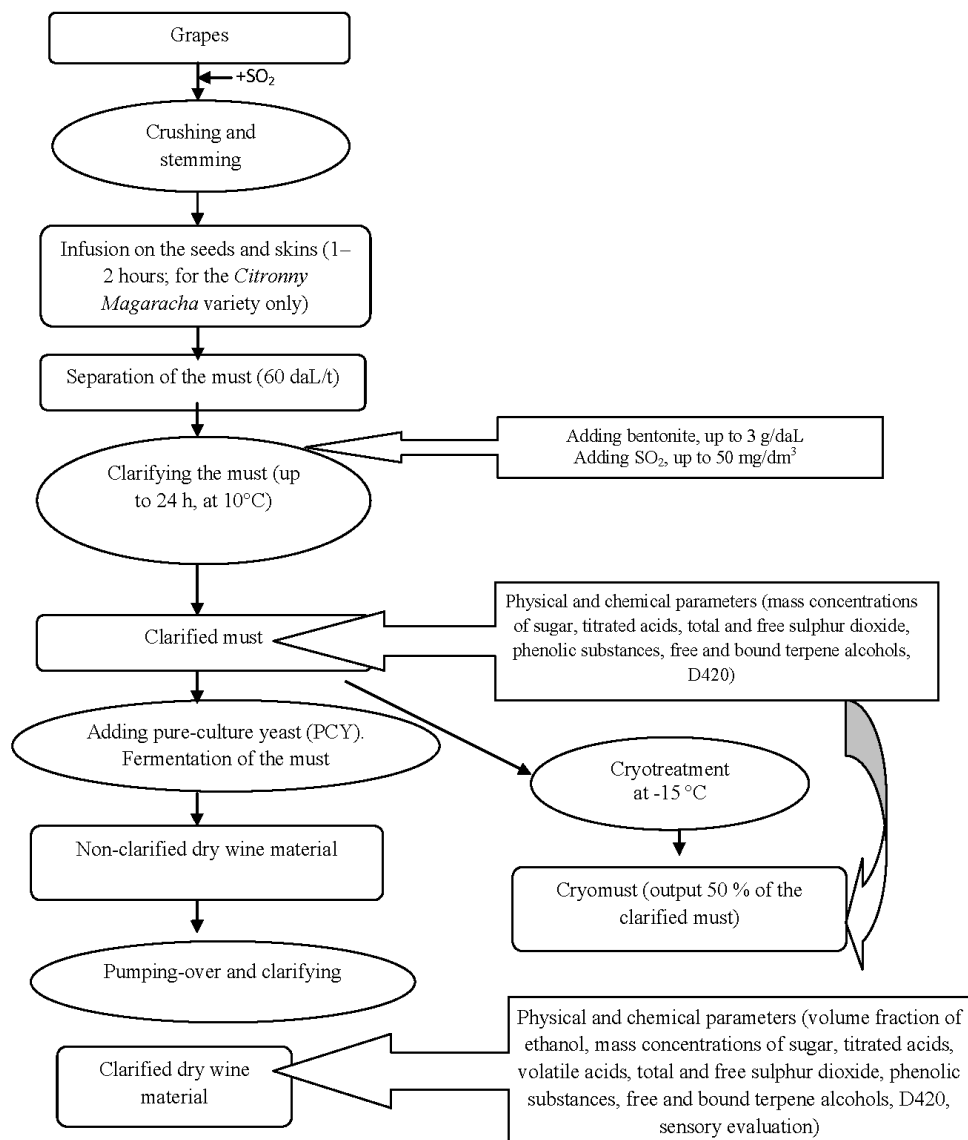 Grapes
+SO₂
Crushing and
stemming
Infusion on the seeds and skins (1–
2 hours; for the Citronny
Magaracha variety only)
Separation of the must (60 daL/t)
Adding bentonite, up to 3 g/daL
Adding SO₂, up to 50 mg/dm³
Clarifying the must (up
to 24 h, at 10°C)
Physical and chemical parameters (mass concentrations
of sugar, titrated acids, total and free sulphur dioxide,
phenolic substances, free and bound terpene alcohols,
D420)
Clarified must
Adding pure-culture yeast (PCY).
Fermentation of the must
Cryotreatment
at -15 °C
Non-clarified dry wine material
Cryomust (output 50 % of the
clarified must)
Pumping-over and clarifying
Physical and chemical parameters (volume fraction of
ethanol, mass concentrations of sugar, titrated acids,
volatile acids, total and free sulphur dioxide, phenolic
substances, free and bound terpene alcohols, D420,
sensory evaluation)
Clarified dry wine
material